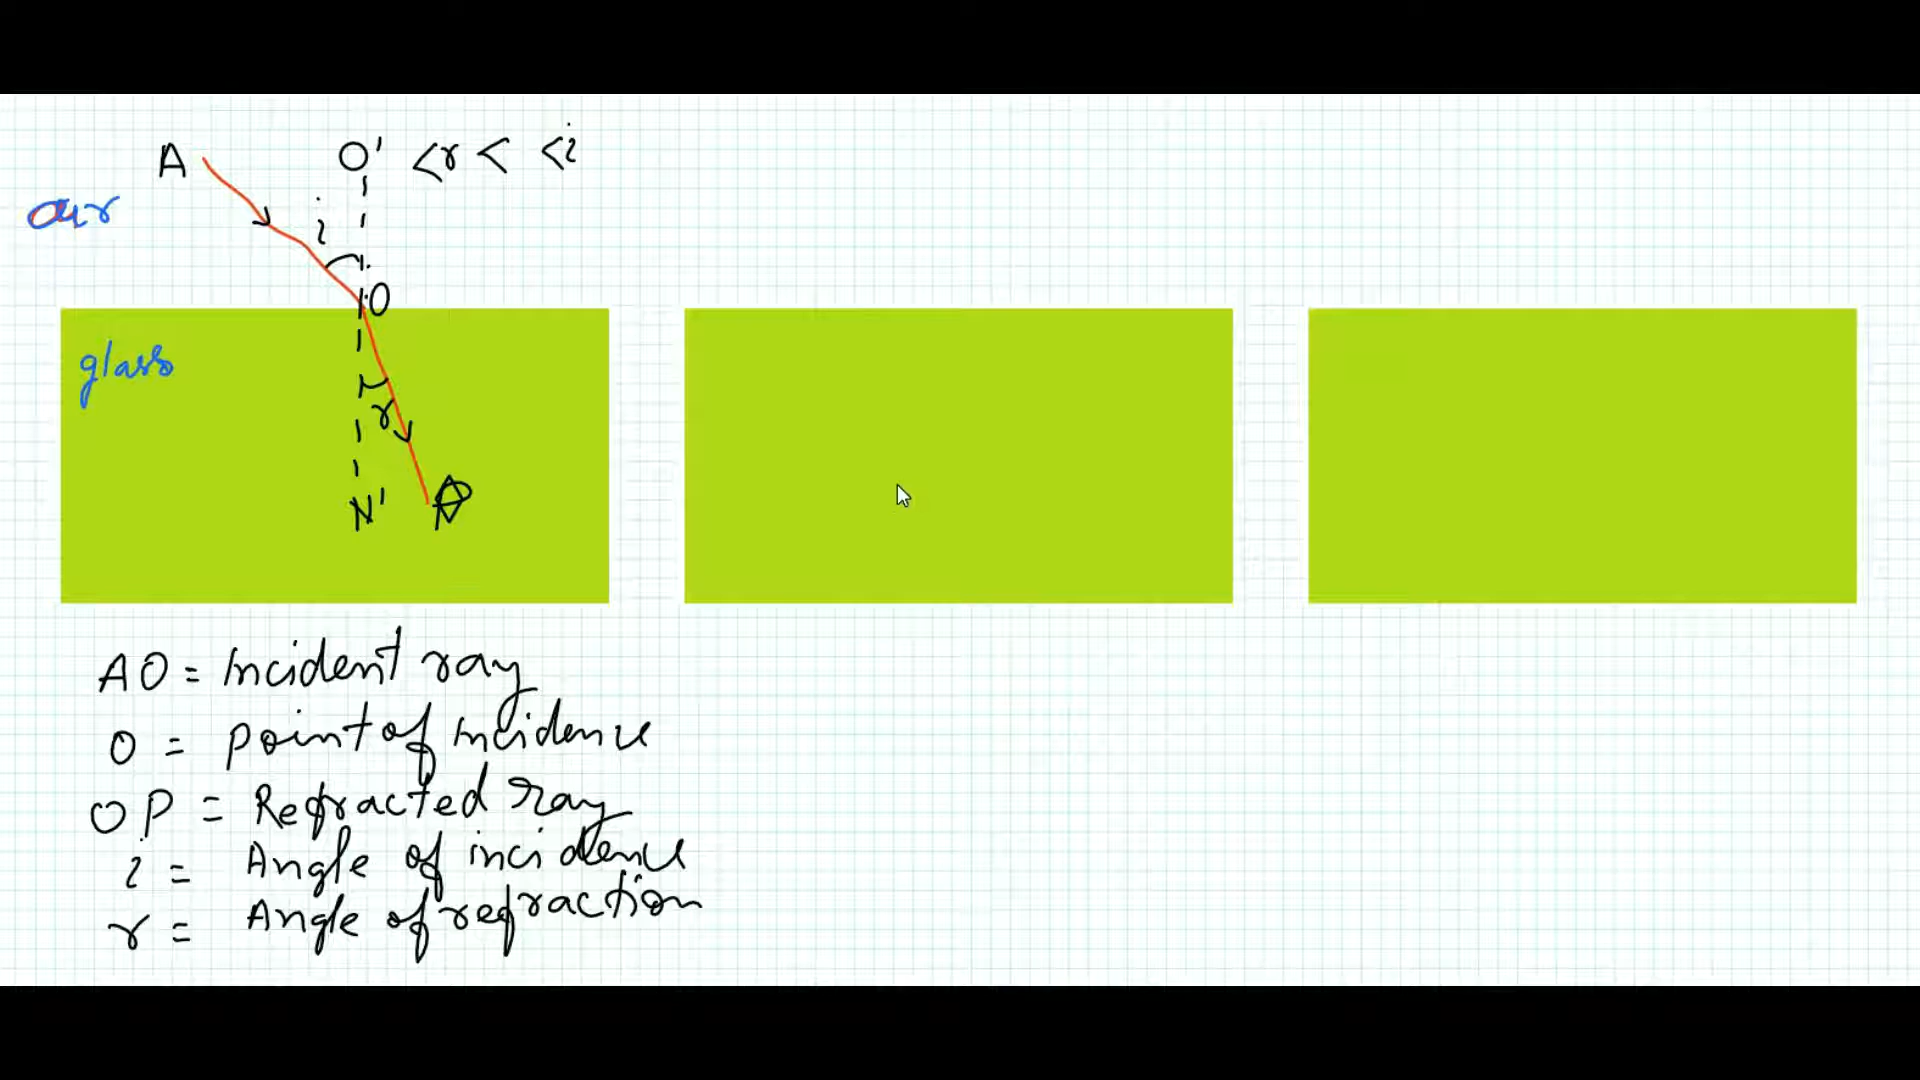 A O' <r < <i
air i
O
glass
r
N' P
AO = Incident ray
O = point of incidence
OP = Refracted ray
i = Angle of incidence
r = Angle of refraction